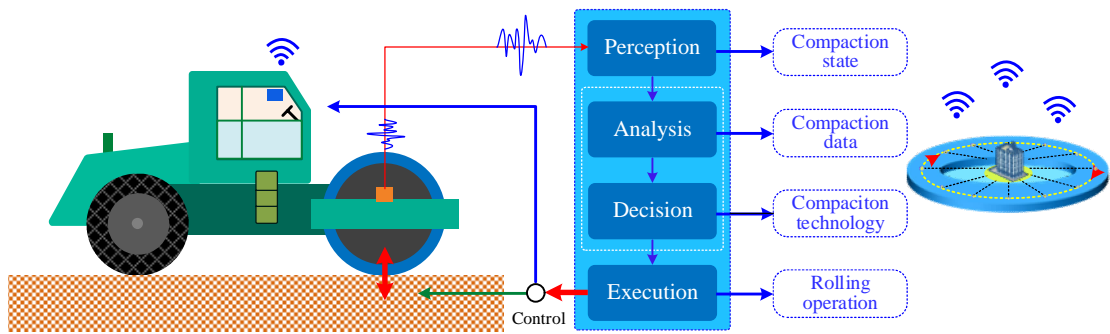 Perception
Compaction
state
Analysis
Compaction
data
Decision
Compaciton
technology
Execution
Rolling
operation
Control